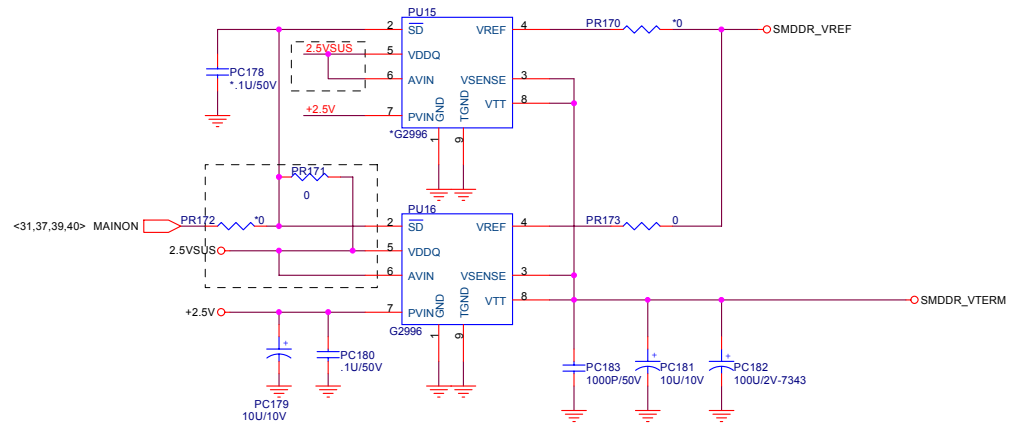 PU15
2 SD VREF 4 PR170 *0 SMDDR_VREF
2.5VSUS
5 VDDQ
PC178
*.1U/50V
6 AVIN VSENSE 3
VTT 8
+2.5V
7 PVIN GND TGND
*G2996
1 9
PR171
0
PU16
<31,37,39,40> MAINON PR172 *0 2 SD VREF 4 PR173 0
2.5VSUS 5 VDDQ
6 AVIN VSENSE 3
VTT 8 SMDDR_VTERM
+2.5V 7 PVIN GND TGND
G2996
1 9
+ + +
PC180
.1U/50V
PC183
1000P/50V
PC181
10U/10V
PC182
100U/2V-7343
PC179
10U/10V